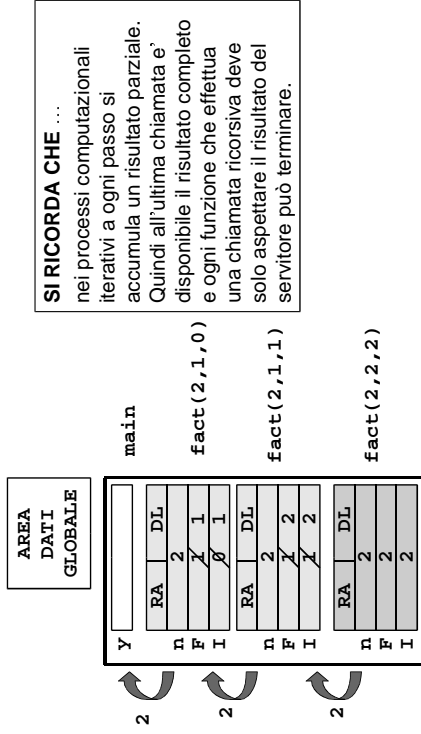 SI RICORDA CHE …
nei processi computazionali
iterativi a ogni passo si
accumula un risultato parziale.
Quindi all'ultima chiamata e'
disponibile il risultato completo
e ogni funzione che effettua
una chiamata ricorsiva deve
solo aspettare il risultato del
servitore può terminare.
AREA
DATI
GLOBALE
y
main
RA DL
n 2
F 1 1
I 0 1
fact(2,1,0)
RA DL
n 2
F 1 2
I 1 2
fact(2,1,1)
RA DL
n 2
F 2
I 2
fact(2,2,2)
2
2
2